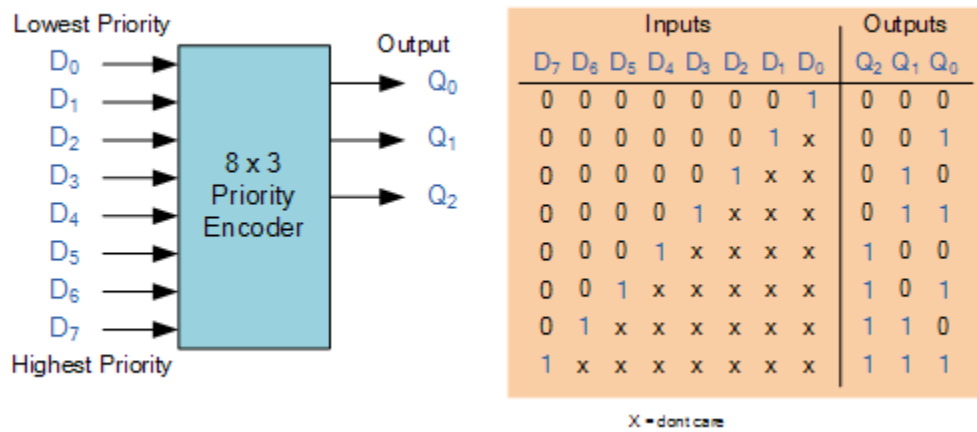 Lowest Priority
D0
D1
D2
D3
D4
D5
D6
D7
Highest Priority
8 x 3
Priority
Encoder
Output
Q0
Q1
Q2
Inputs Outputs
D7 D6 D5 D4 D3 D2 D1 D0 Q2 Q1 Q0
0 0 0 0 0 0 0 1 0 0 0
0 0 0 0 0 0 1 x 0 0 1
0 0 0 0 0 1 x x 0 1 0
0 0 0 0 1 x x x 0 1 1
0 0 0 1 x x x x 1 0 0
0 0 1 x x x x x 1 0 1
0 1 x x x x x x 1 1 0
1 x x x x x x x 1 1 1
X = dont care